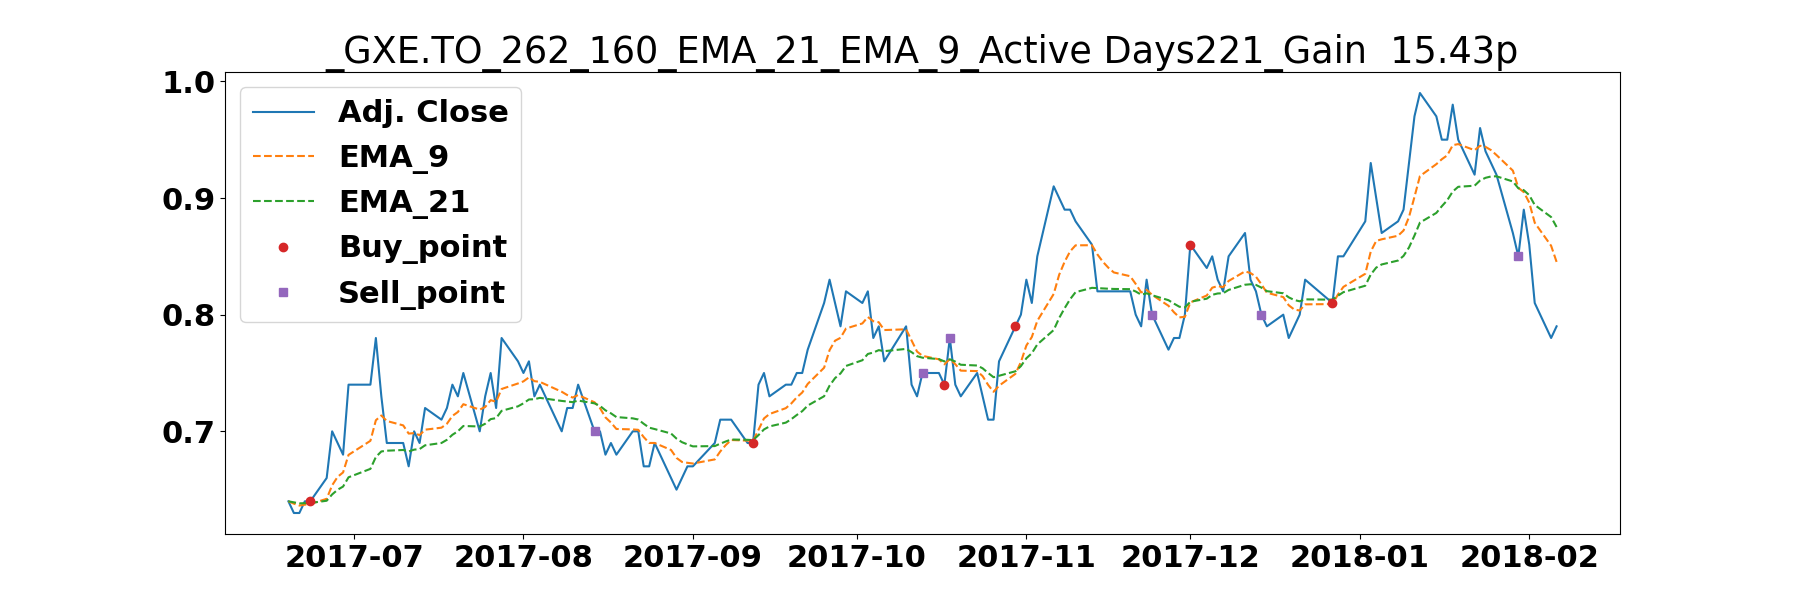 _GXE.TO_262_160_EMA_21_EMA_9_Active Days221_Gain  15.43p
1.0
0.9
0.8
0.7
Adj. Close
EMA_9
EMA_21
Buy_point
Sell_point
2017-07 2017-08 2017-09 2017-10 2017-11 2017-12 2018-01 2018-02